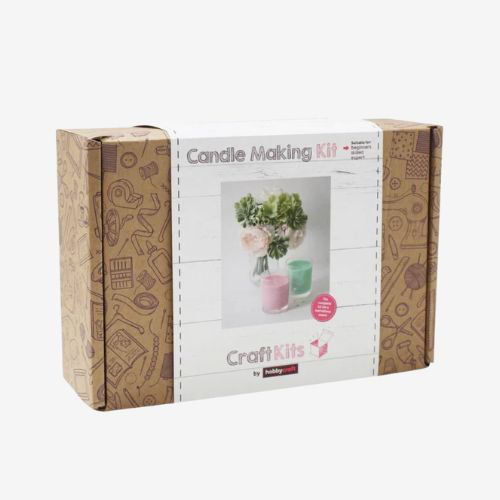 Candle Making Kit
Suitable for
beginners
CraftKits
by hobbycraft